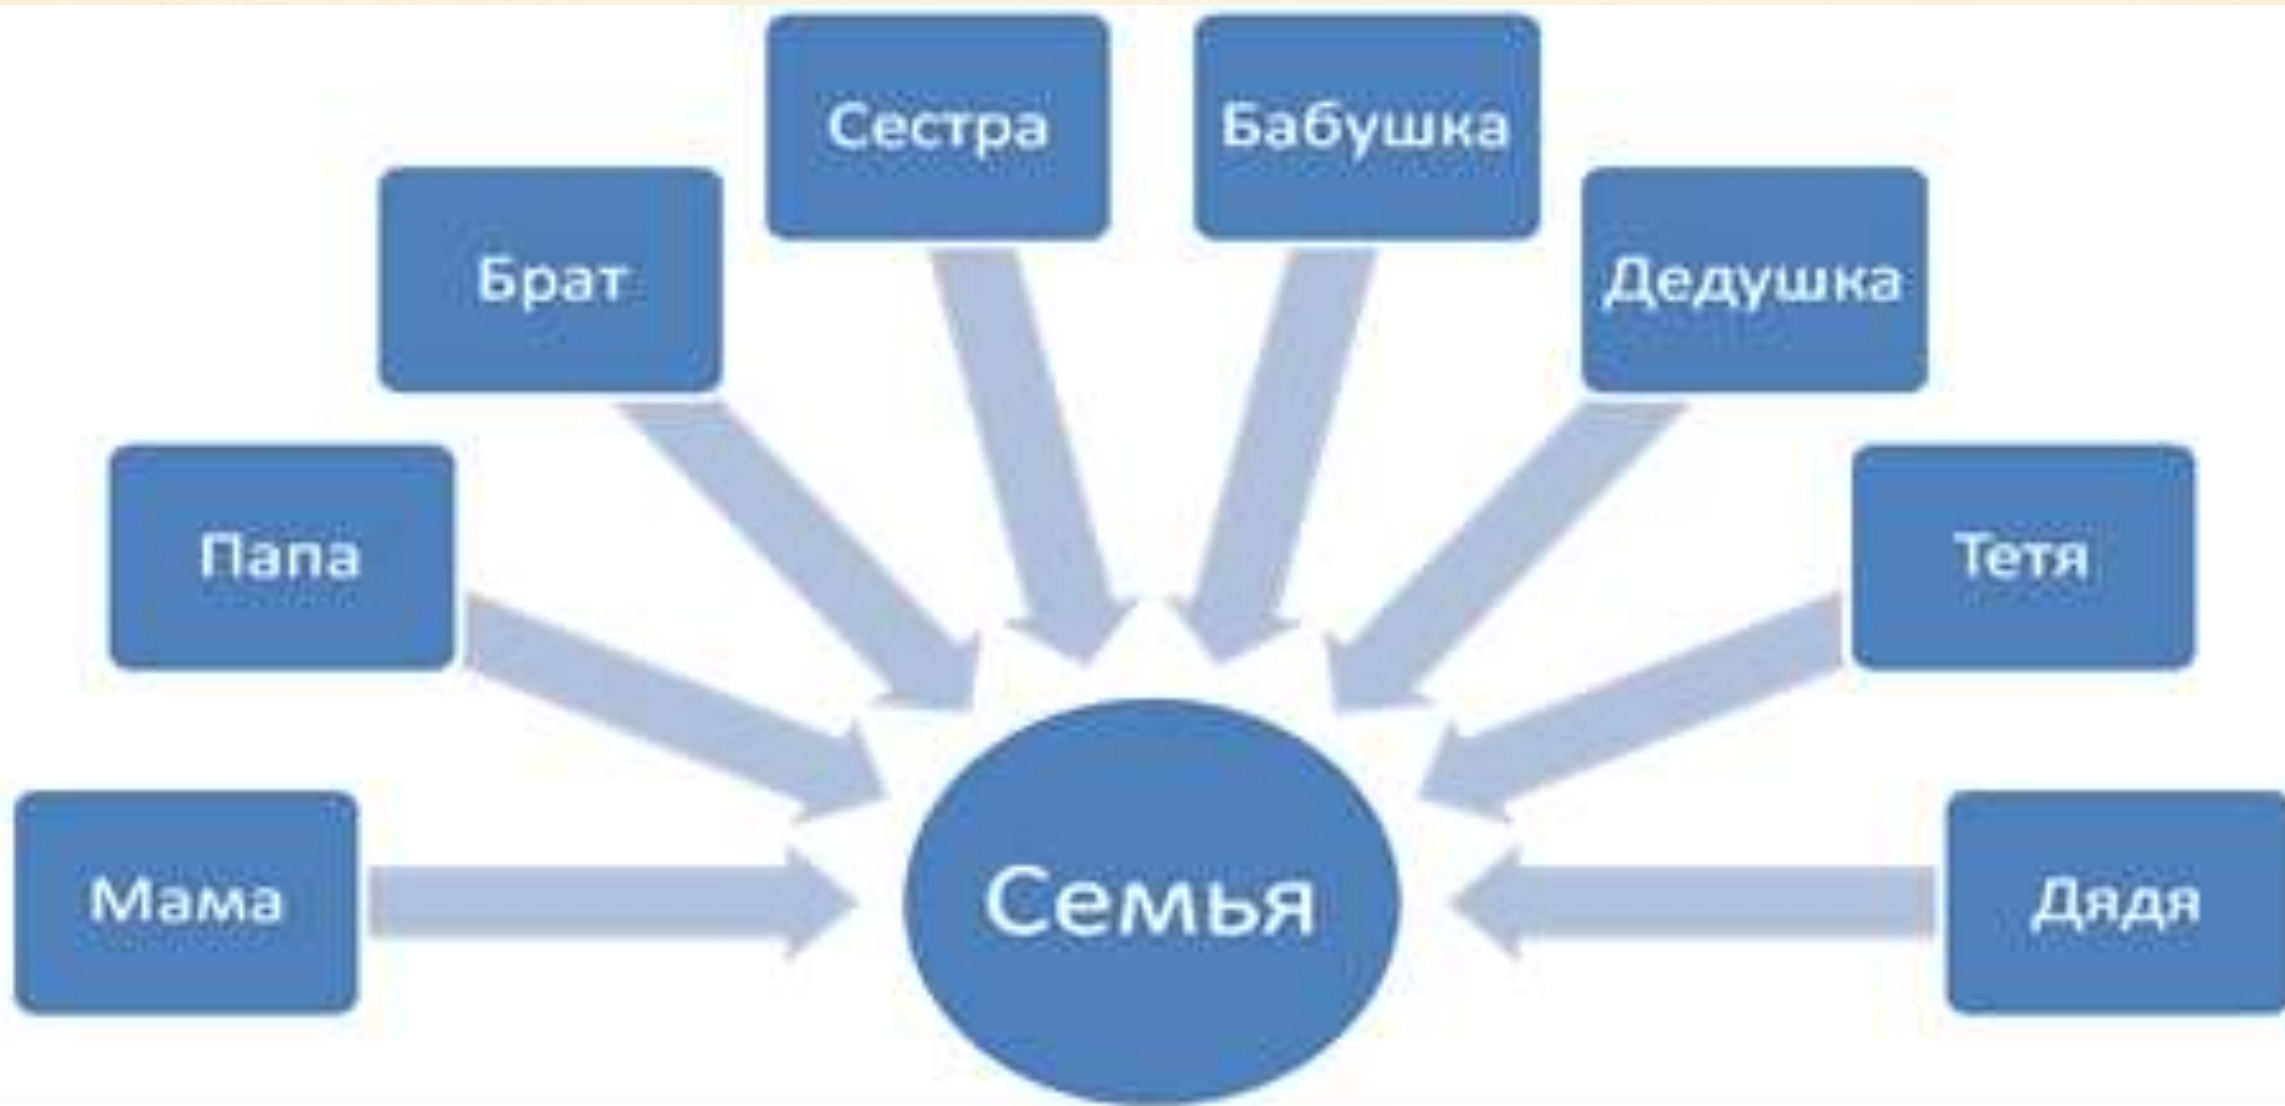 Сестра
Бабушка
Брат
Дедушка
Папа
Тетя
Мама
Семья
Дядя